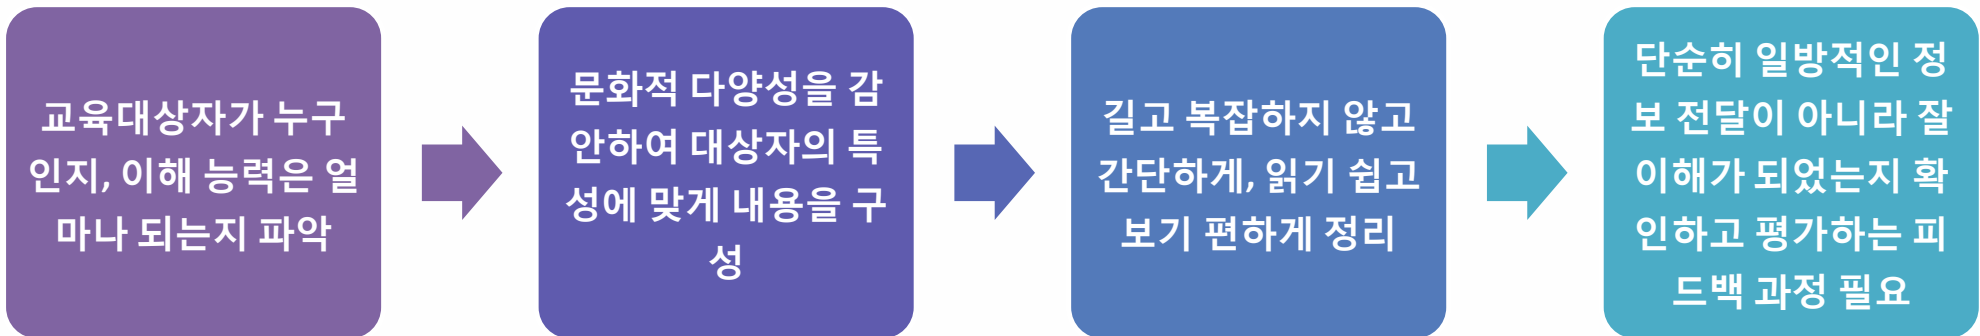 교육대상자가 누구
인지, 이해 능력은 얼
마나 되는지 파악
문화적 다양성을 감
안하여 대상자의 특
성에 맞게 내용을 구
성
길고 복잡하지 않고
간단하게, 읽기 쉽고
보기 편하게 정리
단순히 일방적인 정
보 전달이 아니라 잘
이해가 되었는지 확
인하고 평가하는 피
드백 과정 필요